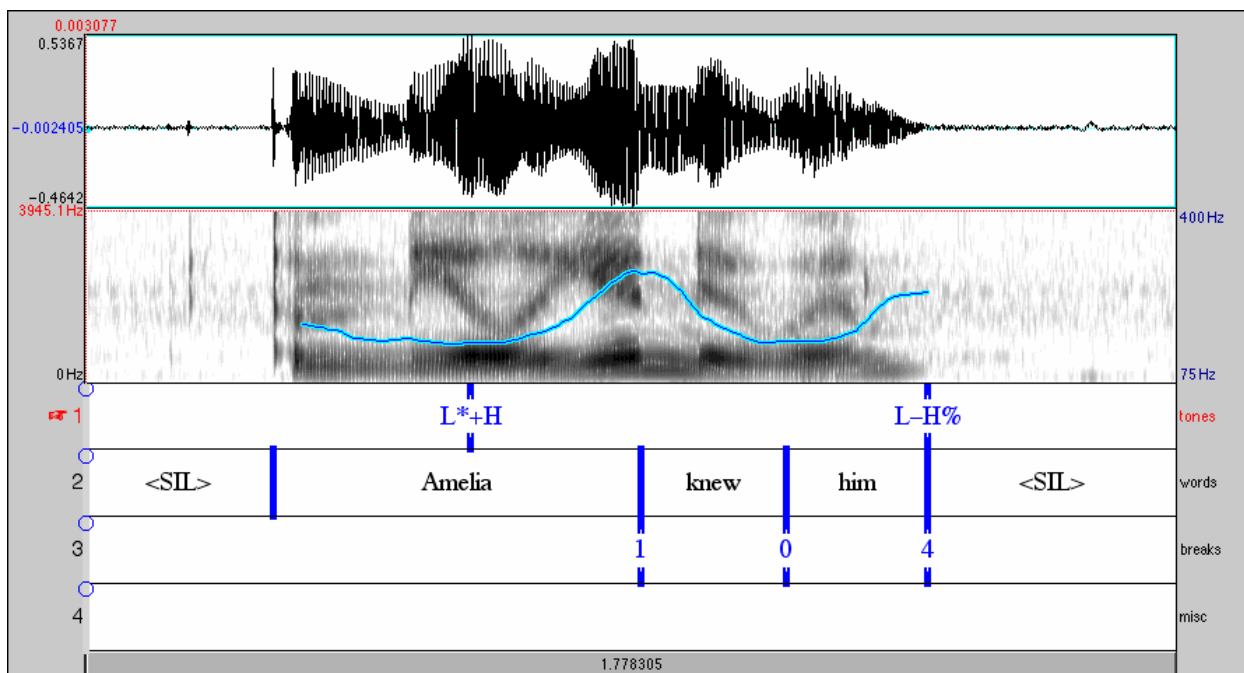 0.003077
0.5367
-0.002405
-0.4642
3945.1 Hz 400 Hz
0 Hz 75 Hz
1 L*+H L-H% tones
2 <SIL> Amelia knew him <SIL> words
3 1 0 4 breaks
4 misc
1.778305